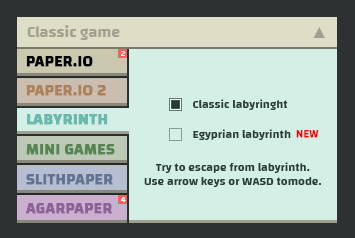 Classic game
PAPER.IO
2
PAPER.IO 2
LABYRINTH
MINI GAMES
SLITHPAPER
AGARPAPER
4
Classic labyringht
Egyprian labyrinth NEW
Try to escape from labyrinth.
Use arrow keys or WASD tomode.